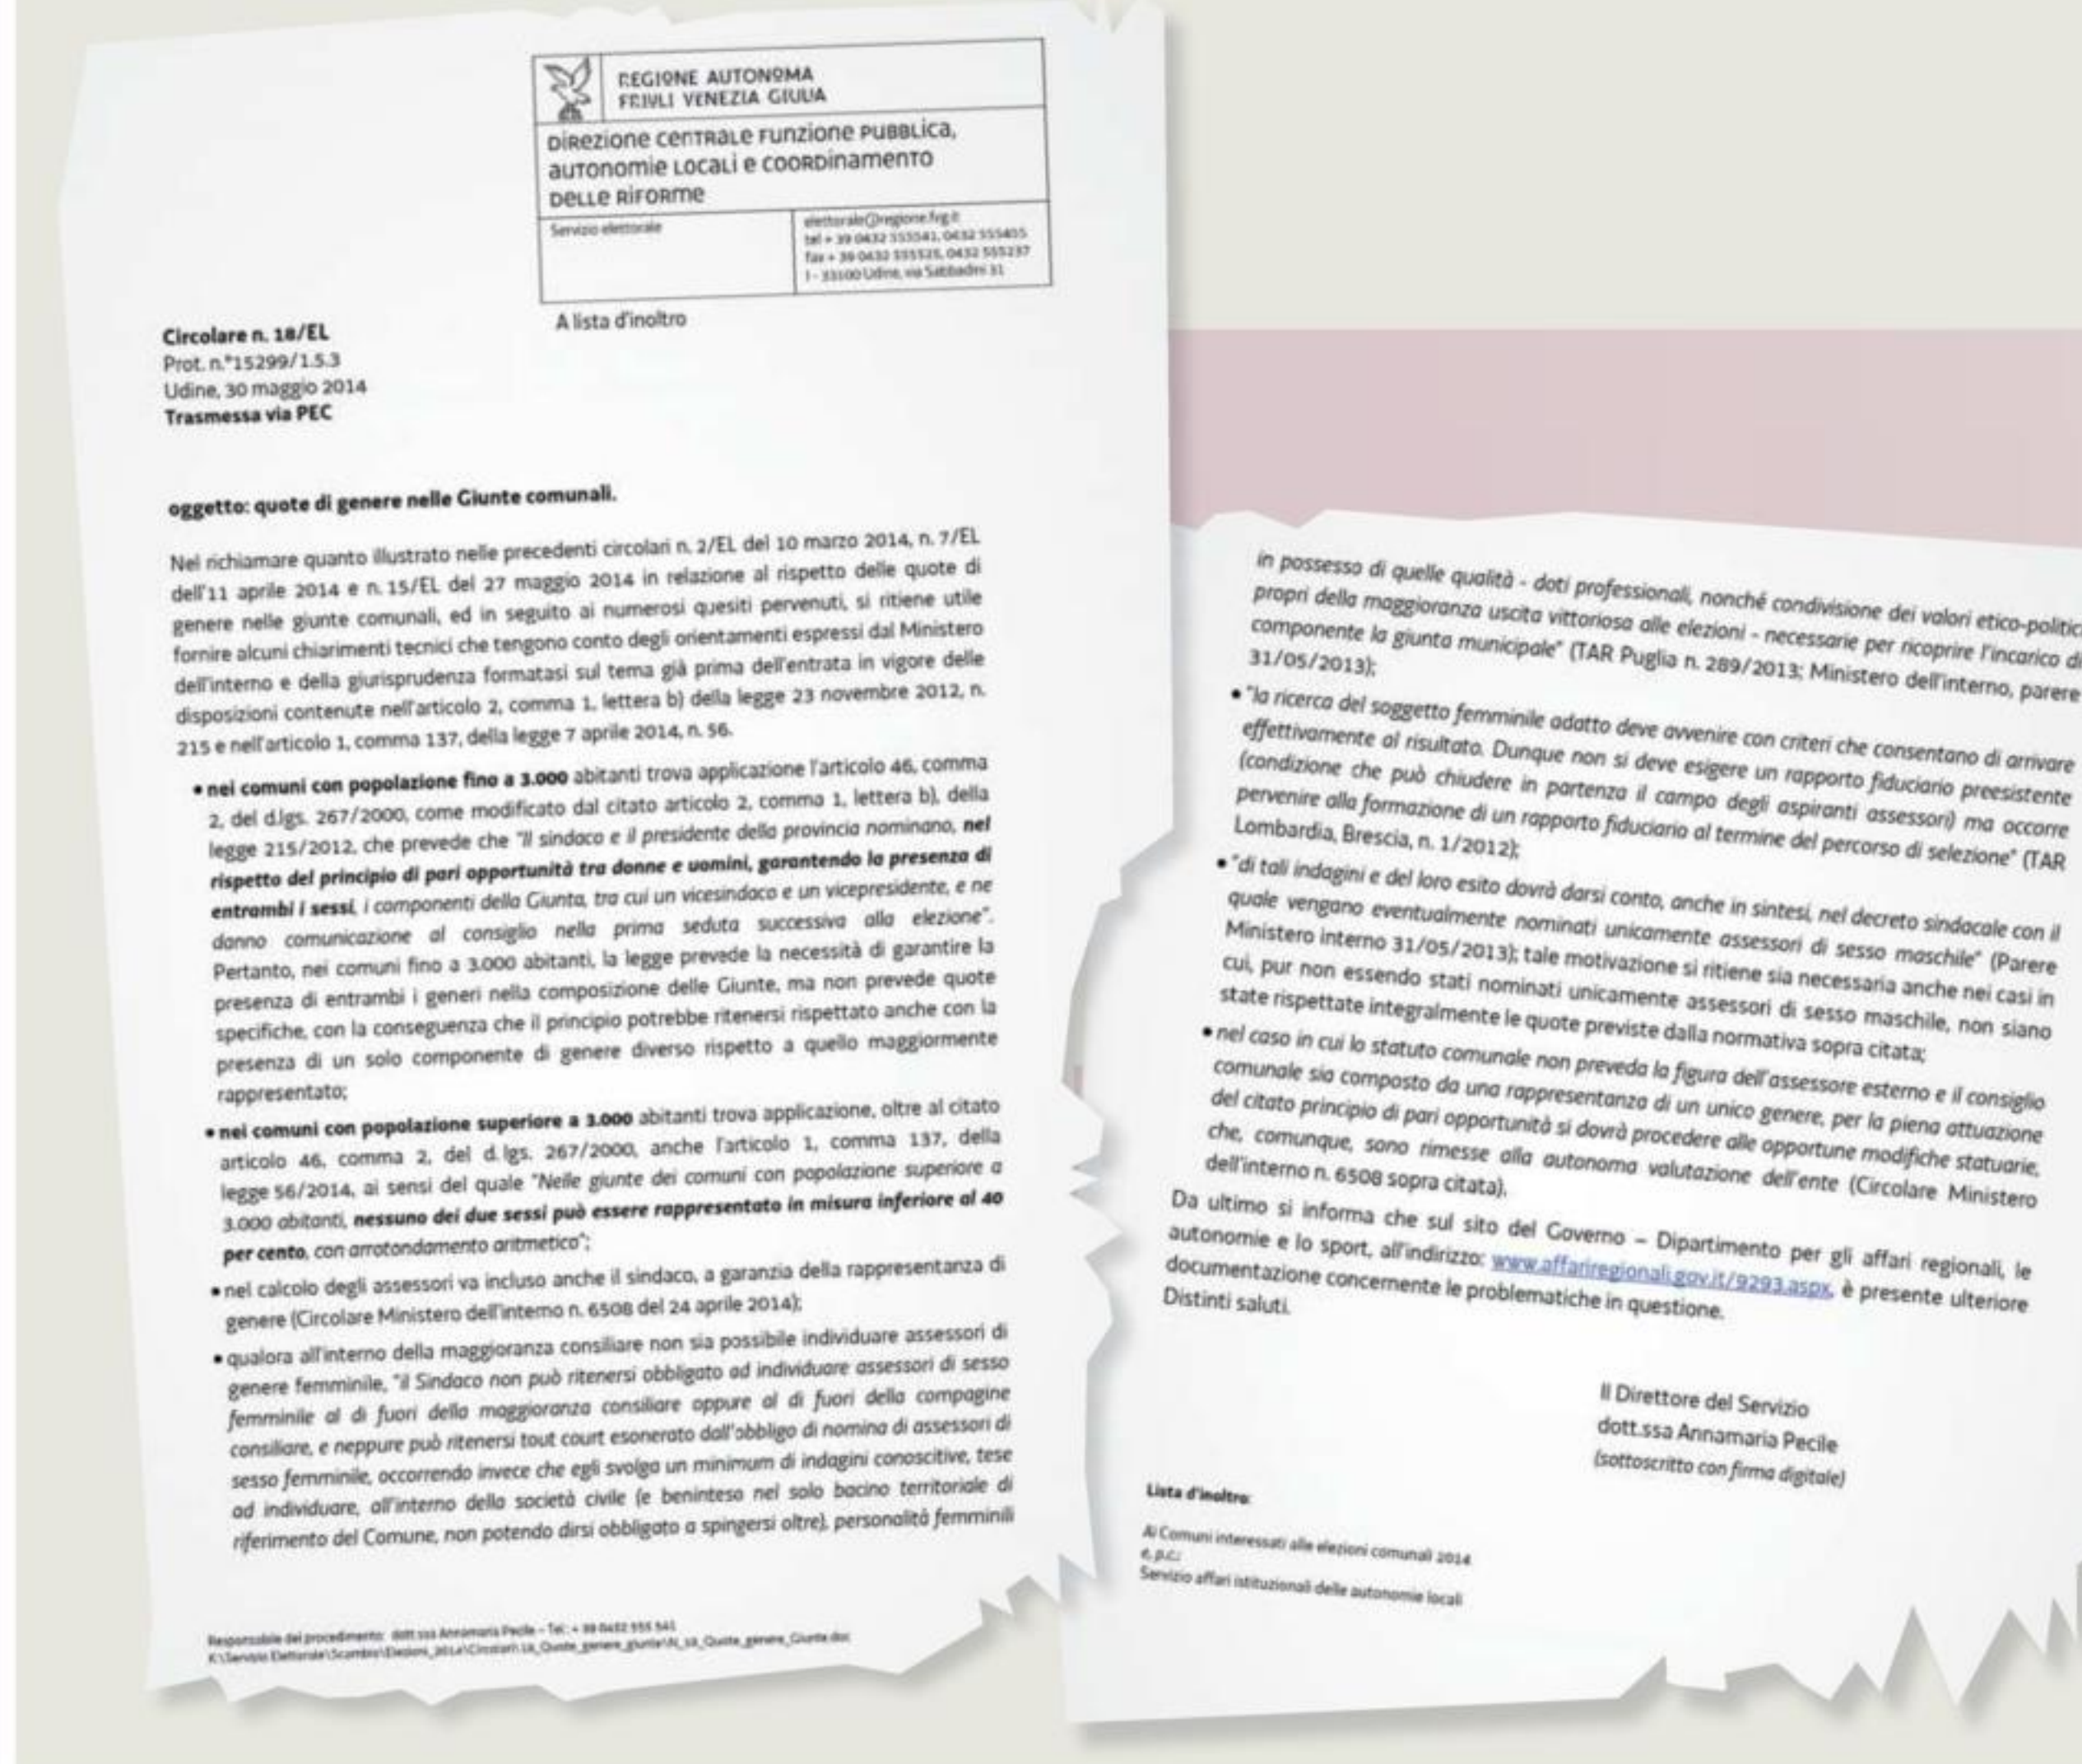 REGIONE AUTONOMA
FRIULI VENEZIA GIULIA
Direzione centrale funzione pubblica,
autonomie locali e coordinamento
delle riforme
Servizio elettorale
elettorale@regione.fvg.it
tel + 39 0432 555541, 0432 555455
fax + 39 0432 555525, 0432 555237
I - 33100 Udine, via Sabbadini 31
A lista d'inoltro
Circolare n. 18/EL
Prot. n.°15299/1.5.3
Udine, 30 maggio 2014
Trasmessa via PEC
oggetto: quote di genere nelle Giunte comunali.
Nel richiamare quanto illustrato nelle precedenti circolari n. 2/EL del 10 marzo 2014, n. 7/EL
dell'11 aprile 2014 e n. 15/EL del 27 maggio 2014 in relazione al rispetto delle quote di
genere nelle giunte comunali, ed in seguito ai numerosi quesiti pervenuti, si ritiene utile
fornire alcuni chiarimenti tecnici che tengono conto degli orientamenti espressi dal Ministero
dell'interno e della giurisprudenza formatasi sul tema già prima dell'entrata in vigore delle
disposizioni contenute nell'articolo 2, comma 1, lettera b) della legge 23 novembre 2012, n.
215 e nell'articolo 1, comma 137, della legge 7 aprile 2014, n. 56.
• nei comuni con popolazione fino a 3.000 abitanti trova applicazione l'articolo 46, comma
2, del d.lgs. 267/2000, come modificato dal citato articolo 2, comma 1, lettera b), della
legge 215/2012, che prevede che "Il sindaco e il presidente della provincia nominano, nel
rispetto del principio di pari opportunità tra donne e uomini, garantendo la presenza di
entrambi i sessi, i componenti della Giunta, tra cui un vicesindaco e un vicepresidente, e ne
danno comunicazione al consiglio nella prima seduta successiva alla elezione".
Pertanto, nei comuni fino a 3.000 abitanti, la legge prevede la necessità di garantire la
presenza di entrambi i generi nella composizione delle Giunte, ma non prevede quote
specifiche, con la conseguenza che il principio potrebbe ritenersi rispettato anche con la
presenza di un solo componente di genere diverso rispetto a quello maggiormente
rappresentato;
• nei comuni con popolazione superiore a 3.000 abitanti trova applicazione, oltre al citato
articolo 46, comma 2, del d. lgs. 267/2000, anche l'articolo 1, comma 137, della
legge 56/2014, ai sensi del quale "Nelle giunte dei comuni con popolazione superiore a
3.000 abitanti, nessuno dei due sessi può essere rappresentato in misura inferiore al 40
per cento, con arrotondamento aritmetico";
• nel calcolo degli assessori va incluso anche il sindaco, a garanzia della rappresentanza di
genere (Circolare Ministero dell'interno n. 6508 del 24 aprile 2014);
• qualora all'interno della maggioranza consiliare non sia possibile individuare assessori di
genere femminile, "il Sindaco non può ritenersi obbligato ad individuare assessori di sesso
femminile al di fuori della maggioranza consiliare oppure al di fuori della compagine
consiliare, e neppure può ritenersi tout court esonerato dall'obbligo di nomina di assessori di
sesso femminile, occorrendo invece che egli svolga un minimum di indagini conoscitive, tese
ad individuare, all'interno della società civile (e beninteso nel solo bacino territoriale di
riferimento del Comune, non potendo dirsi obbligato a spingersi oltre), personalità femminili
Responsabile del procedimento: dott.ssa Annamaria Pecile – Tel.: + 39 0432 555 541
in possesso di quelle qualità - doti professionali, nonché condivisione dei valori etico-politici
propri della maggioranza uscita vittoriosa alle elezioni - necessarie per ricoprire l'incarico di
componente la giunta municipale" (TAR Puglia n. 289/2013; Ministero dell'interno, parere
31/05/2013);
• "la ricerca del soggetto femminile adatto deve avvenire con criteri che consentano di arrivare
effettivamente al risultato. Dunque non si deve esigere un rapporto fiduciario preesistente
(condizione che può chiudere in partenza il campo degli aspiranti assessori) ma occorre
pervenire alla formazione di un rapporto fiduciario al termine del percorso di selezione" (TAR
Lombardia, Brescia, n. 1/2012);
• "di tali indagini e del loro esito dovrà darsi conto, anche in sintesi, nel decreto sindacale con il
quale vengano eventualmente nominati unicamente assessori di sesso maschile" (Parere
Ministero interno 31/05/2013); tale motivazione si ritiene sia necessaria anche nei casi in
cui, pur non essendo stati nominati unicamente assessori di sesso maschile, non siano
state rispettate integralmente le quote previste dalla normativa sopra citata;
• nel caso in cui lo statuto comunale non preveda la figura dell'assessore esterno e il consiglio
comunale sia composto da una rappresentanza di un unico genere, per la piena attuazione
del citato principio di pari opportunità si dovrà procedere alle opportune modifiche statuarie,
che, comunque, sono rimesse alla autonoma valutazione dell'ente (Circolare Ministero
dell'interno n. 6508 sopra citata).
Da ultimo si informa che sul sito del Governo – Dipartimento per gli affari regionali, le
autonomie e lo sport, all'indirizzo: www.affariregionali.gov.it/9293.aspx, è presente ulteriore
documentazione concernente le problematiche in questione.
Distinti saluti.
Il Direttore del Servizio
dott.ssa Annamaria Pecile
(sottoscritto con firma digitale)
Lista d'inoltro:
Ai Comuni interessati alle elezioni comunali 2014
e, p.c.:
Servizio affari istituzionali delle autonomie locali